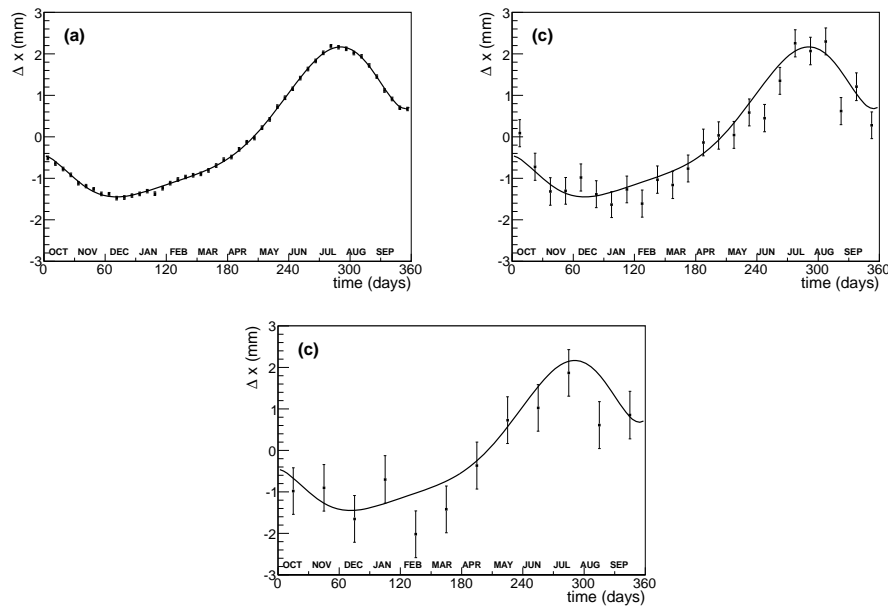 Δ x (mm)
3
2
1
0
-1
-2
-3
(a)
OCT NOV DEC JAN FEB MAR APR MAY JUN JUL AUG SEP
0 60 120 180 240 300 360
time (days)
Δ x (mm)
3
2
1
0
-1
-2
-3
(c)
OCT NOV DEC JAN FEB MAR APR MAY JUN JUL AUG SEP
0 60 120 180 240 300 360
time (days)
Δ x (mm)
3
2
1
0
-1
-2
-3
(c)
OCT NOV DEC JAN FEB MAR APR MAY JUN JUL AUG SEP
0 60 120 180 240 300 360
time (days)